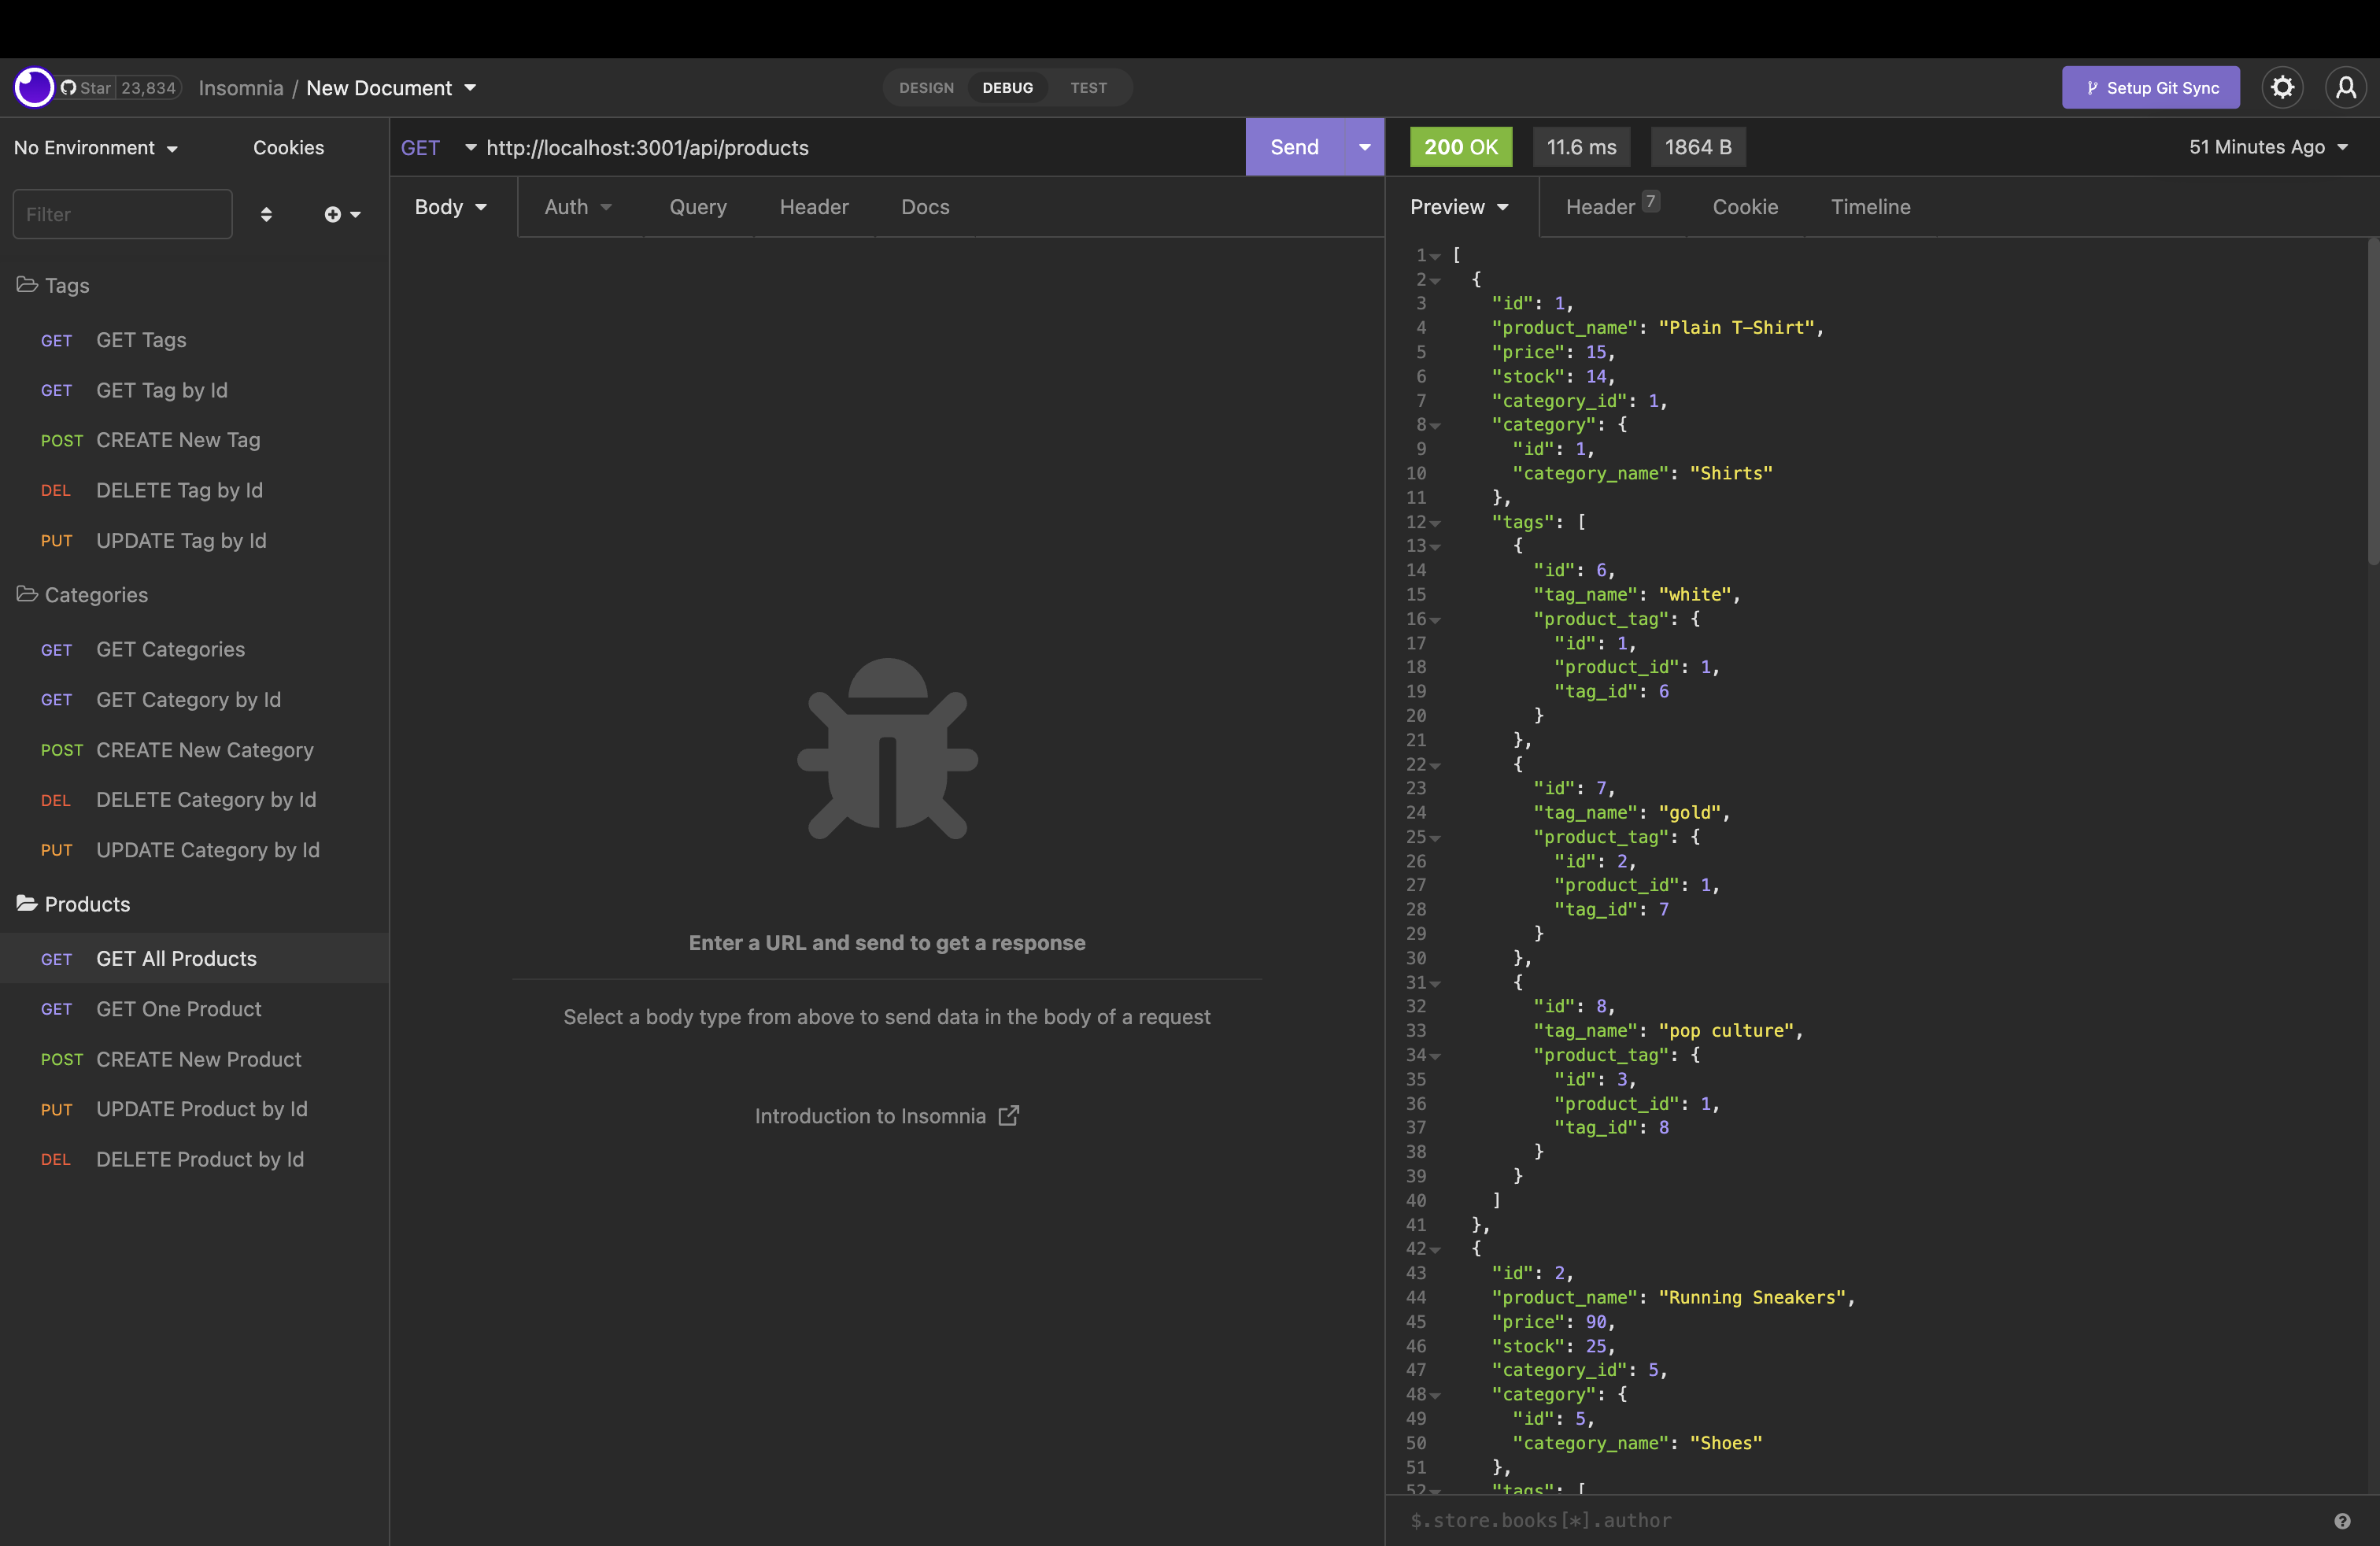 Star 23,834 Insomnia / New Document
DESIGN DEBUG TEST
Setup Git Sync
No Environment Cookies
Filter
Tags
GET GET Tags
GET GET Tag by Id
POST CREATE New Tag
DEL DELETE Tag by Id
PUT UPDATE Tag by Id
Categories
GET GET Categories
GET GET Category by Id
POST CREATE New Category
DEL DELETE Category by Id
PUT UPDATE Category by Id
Products
GET GET All Products
GET GET One Product
POST CREATE New Product
PUT UPDATE Product by Id
DEL DELETE Product by Id
GET http://localhost:3001/api/products Send
Body Auth Query Header Docs
Enter a URL and send to get a response
Select a body type from above to send data in the body of a request
Introduction to Insomnia
200 OK 11.6 ms 1864 B 51 Minutes Ago
Preview Header 7 Cookie Timeline
1 [
2 {
3 "id": 1,
4 "product_name": "Plain T-Shirt",
5 "price": 15,
6 "stock": 14,
7 "category_id": 1,
8 "category": {
9 "id": 1,
10 "category_name": "Shirts"
11 },
12 "tags": [
13 {
14 "id": 6,
15 "tag_name": "white",
16 "product_tag": {
17 "id": 1,
18 "product_id": 1,
19 "tag_id": 6
20 }
21 },
22 {
23 "id": 7,
24 "tag_name": "gold",
25 "product_tag": {
26 "id": 2,
27 "product_id": 1,
28 "tag_id": 7
29 }
30 },
31 {
32 "id": 8,
33 "tag_name": "pop culture",
34 "product_tag": {
35 "id": 3,
36 "product_id": 1,
37 "tag_id": 8
38 }
39 }
40 ]
41 },
42 {
43 "id": 2,
44 "product_name": "Running Sneakers",
45 "price": 90,
46 "stock": 25,
47 "category_id": 5,
48 "category": {
49 "id": 5,
50 "category_name": "Shoes"
51 },
52 "tags": [
$.store.books[*].author